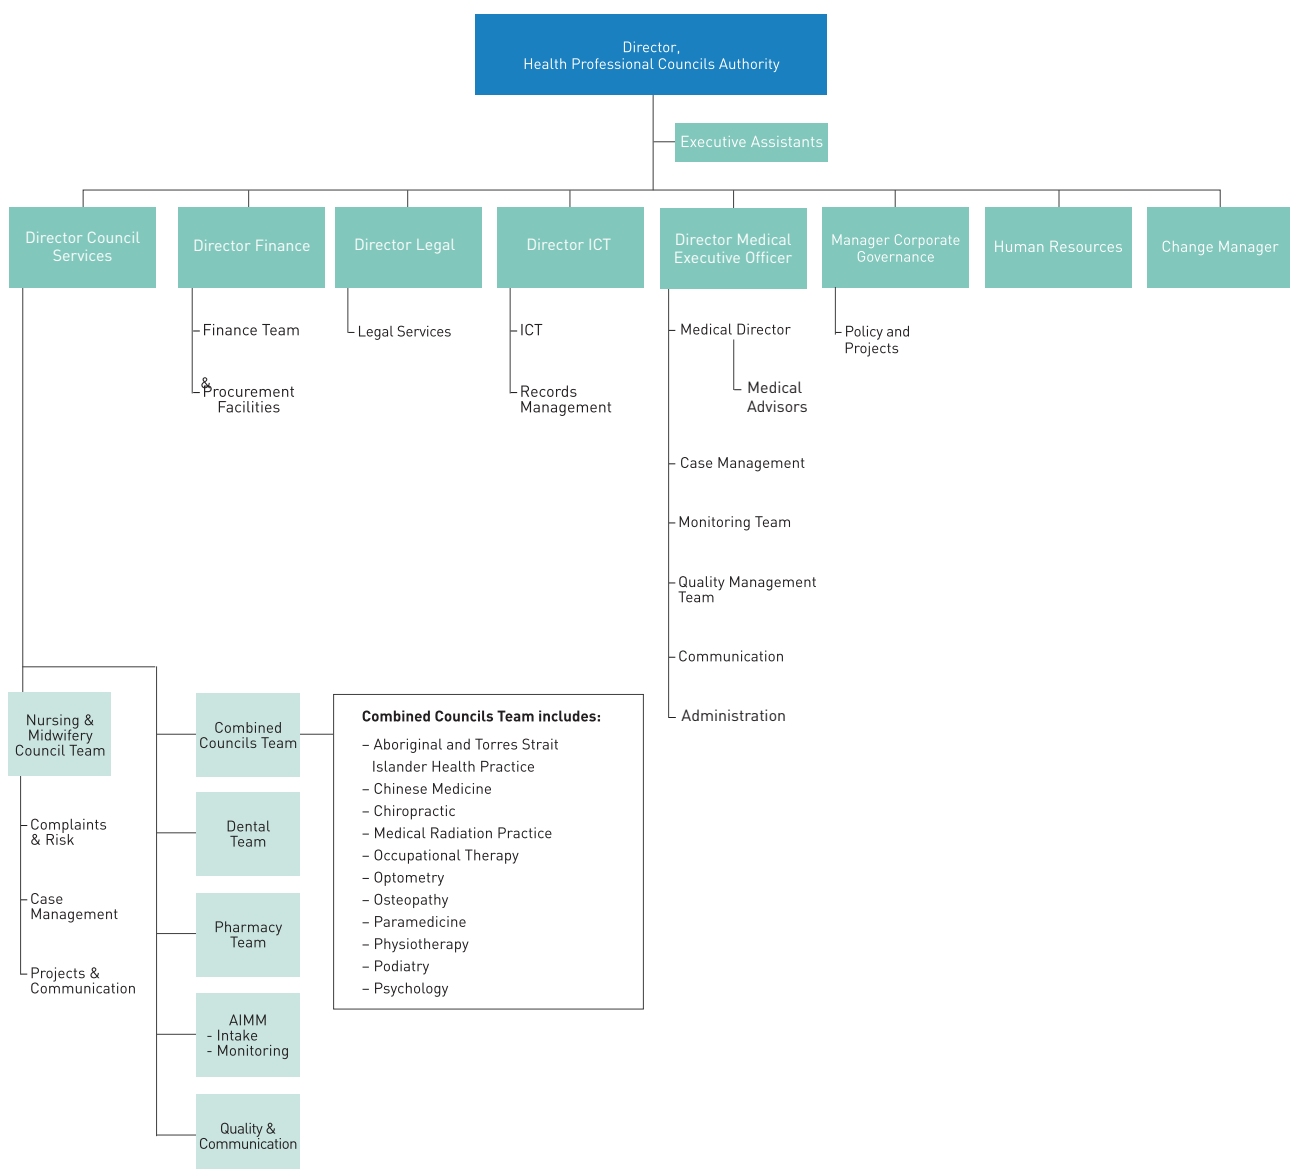 Director,
Health Professional Councils Authority
Executive Assistants
Director Council
Services
Director Finance
Director Legal
Director ICT
Director Medical
Executive Officer
Manager Corporate
Governance
Human Resources
Change Manager
Finance Team
&
Procurement
Facilities
Legal Services
ICT
Records
Management
Medical Director
Medical
Advisors
Case Management
Monitoring Team
Quality Management
Team
Communication
Administration
Policy and
Projects
Nursing &
Midwifery
Council Team
Complaints
& Risk
Case
Management
Projects &
Communication
Combined
Councils Team
Dental
Team
Pharmacy
Team
AIMM
- Intake
- Monitoring
Quality &
Communication
Combined Councils Team includes:
– Aboriginal and Torres Strait
Islander Health Practice
– Chinese Medicine
– Chiropractic
– Medical Radiation Practice
– Occupational Therapy
– Optometry
– Osteopathy
– Paramedicine
– Physiotherapy
– Podiatry
– Psychology